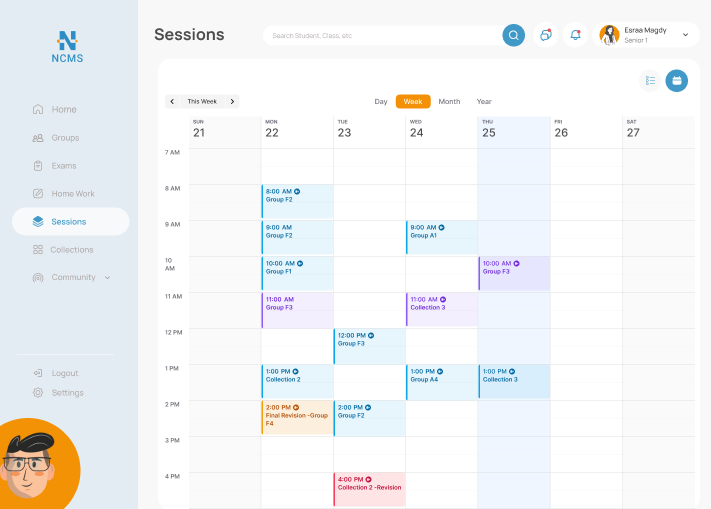 NCMS
Home
Groups
Exams
Home Work
Sessions
Collections
Community
Logout
Settings
Sessions
Search Student, Class, etc
Esraa Magdy
Senior 1
This Week
Day Week Month Year
SUN MON TUE WED THU FRI SAT
21 22 23 24 25 26 27
7 AM
8 AM
8:00 AM
Group F2
9 AM
9:00 AM
Group F2
9:00 AM
Group A1
10
AM
10:00 AM
Group F1
10:00 AM
Group F3
11 AM
11:00 AM
Group F3
11:00 AM
Collection 3
12 PM
12:00 PM
Group F3
1 PM
1:00 PM
Collection 2
1:00 PM
Group A4
1:00 PM
Collection 3
2 PM
2:00 PM
Final Revision -Group
F4
2:00 PM
Group F2
3 PM
4 PM
4:00 PM
Collection 2 -Revision